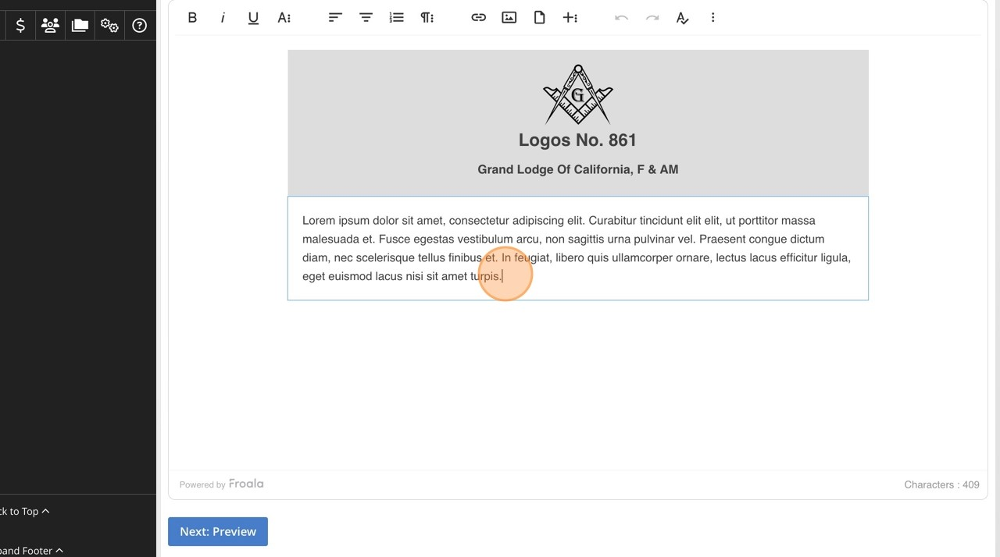 B i U A
G
Logos No. 861
Grand Lodge Of California, F & AM
Lorem ipsum dolor sit amet, consectetur adipiscing elit. Curabitur tincidunt elit elit, ut porttitor massa
malesuada et. Fusce egestas vestibulum arcu, non sagittis urna pulvinar vel. Praesent congue dictum
diam, nec scelerisque tellus finibus et. In feugiat, libero quis ullamcorper ornare, lectus lacus efficitur ligula,
eget euismod lacus nisi sit amet turpis.
Powered by Froala
Characters : 409
ck to Top
Next: Preview
pand Footer